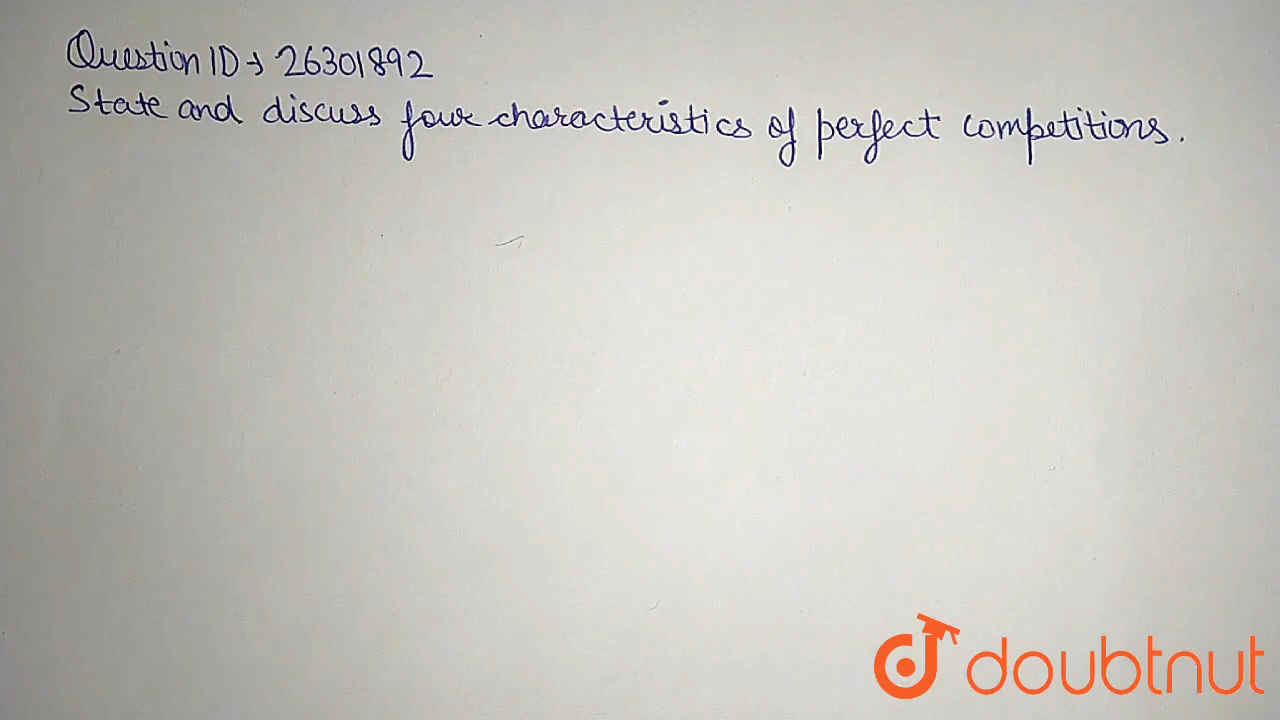 Question ID → 26301892
State and discuss four characteristics of perfect competitions.
doubtnut